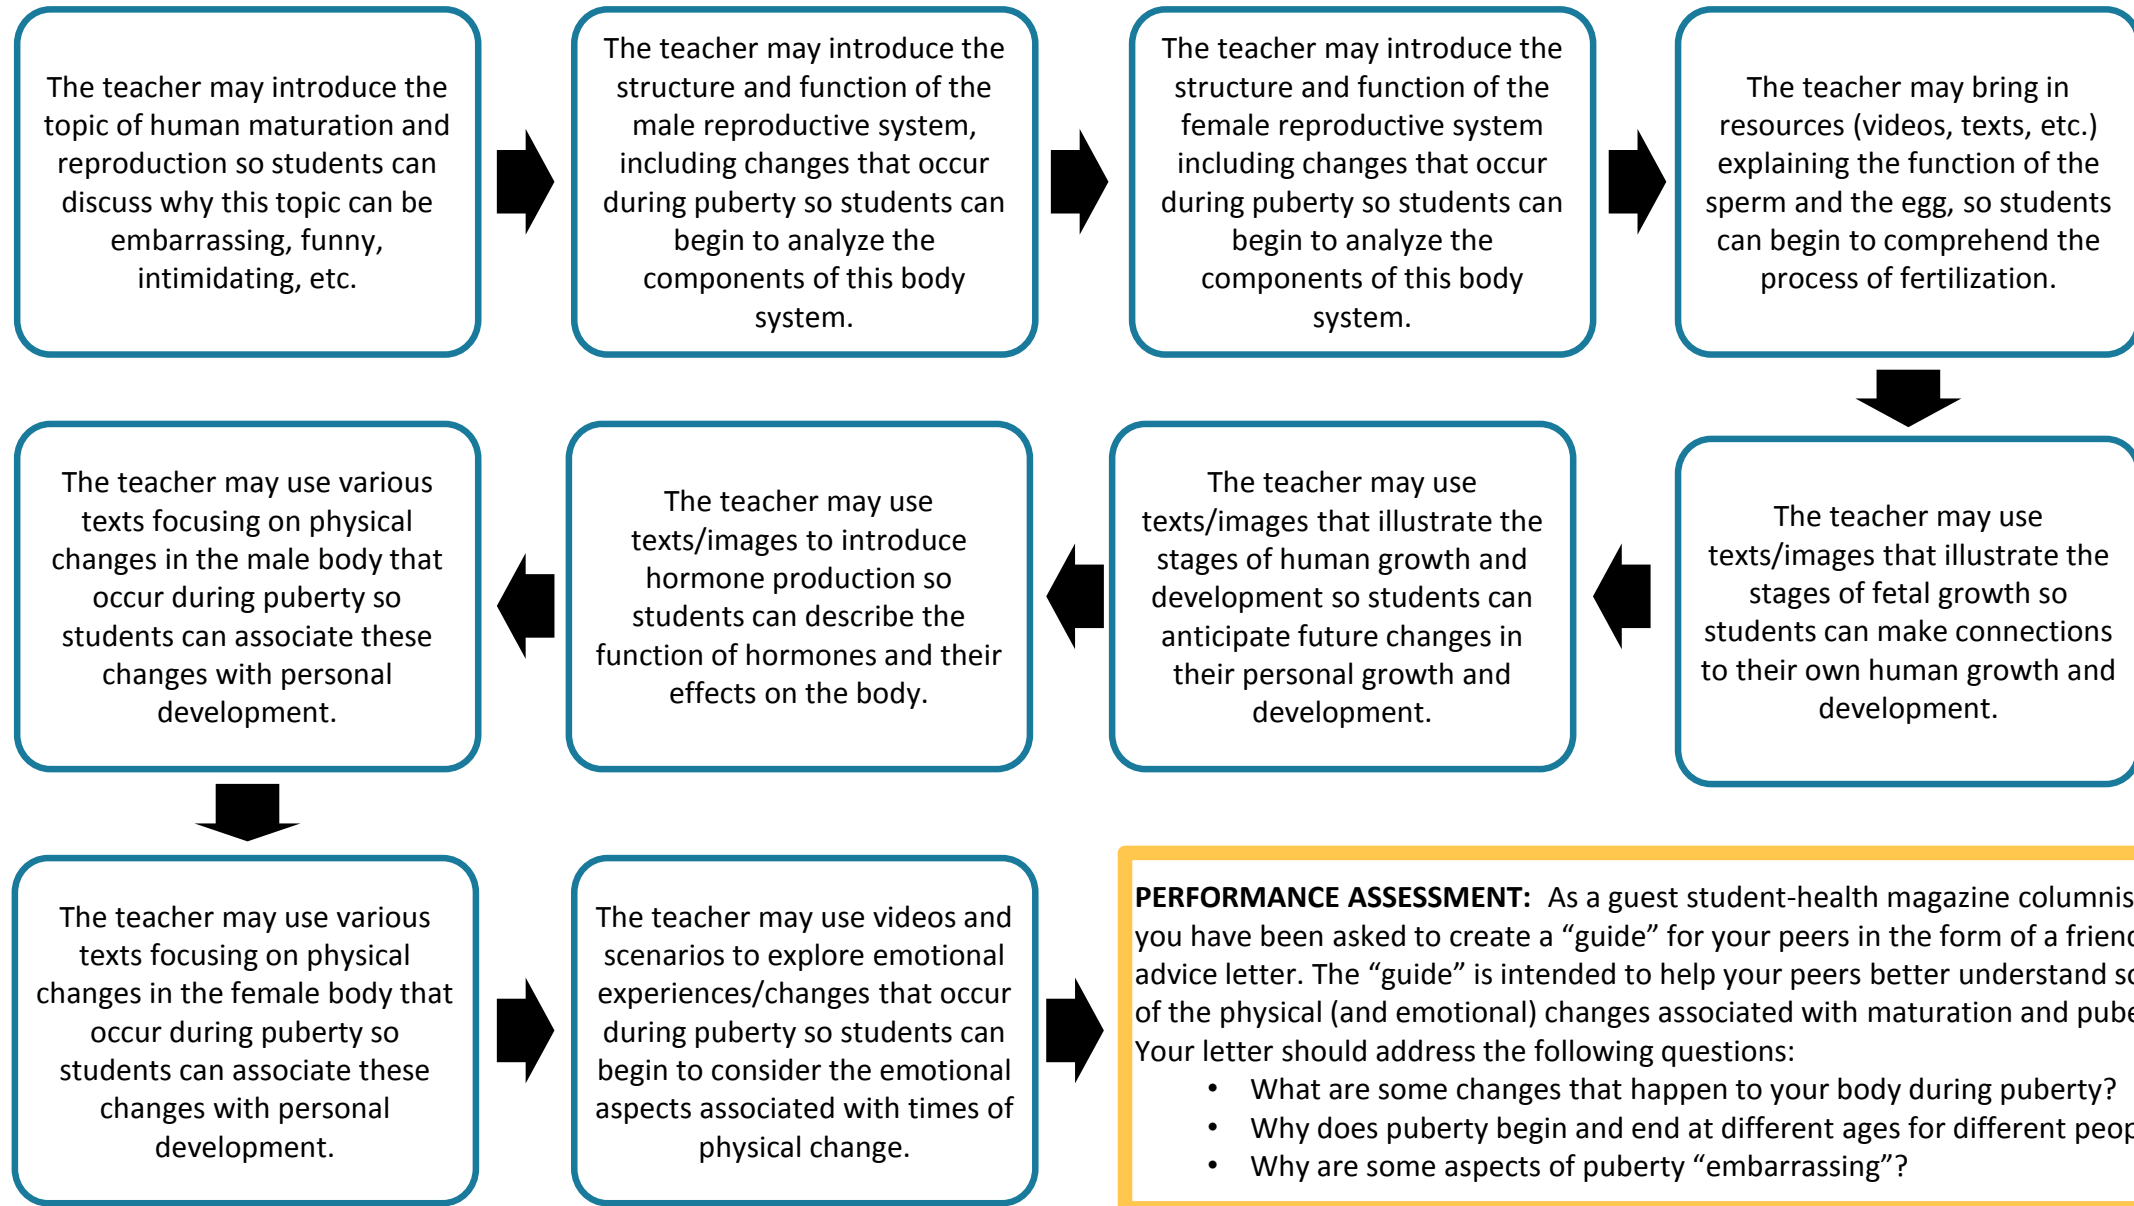 The teacher may introduce the
topic of human maturation and
reproduction so students can
discuss why this topic can be
embarrassing, funny,
intimidating, etc.
The teacher may introduce the
structure and function of the
male reproductive system,
including changes that occur
during puberty so students can
begin to analyze the
components of this body
system.
The teacher may introduce the
structure and function of the
female reproductive system
including changes that occur
during puberty so students can
begin to analyze the
components of this body
system.
The teacher may bring in
resources (videos, texts, etc.)
explaining the function of the
sperm and the egg, so students
can begin to comprehend the
process of fertilization.
The teacher may use
texts/images that illustrate the
stages of fetal growth so
students can make connections
to their own human growth and
development.
The teacher may use
texts/images that illustrate the
stages of human growth and
development so students can
anticipate future changes in
their personal growth and
development.
The teacher may use
texts/images to introduce
hormone production so
students can describe the
function of hormones and their
effects on the body.
The teacher may use various
texts focusing on physical
changes in the male body that
occur during puberty so
students can associate these
changes with personal
development.
The teacher may use various
texts focusing on physical
changes in the female body that
occur during puberty so
students can associate these
changes with personal
development.
The teacher may use videos and
scenarios to explore emotional
experiences/changes that occur
during puberty so students can
begin to consider the emotional
aspects associated with times of
physical change.
PERFORMANCE ASSESSMENT: As a guest student-health magazine
you have been asked to create a “guide” for your peers in the form of a
advice letter. The “guide” is intended to help your peers better understand
of the physical (and emotional) changes associated with maturation and
Your letter should address the following questions:
• What are some changes that happen to your body during puberty?
• Why does puberty begin and end at different ages for different
• Why are some aspects of puberty “embarrassing”?